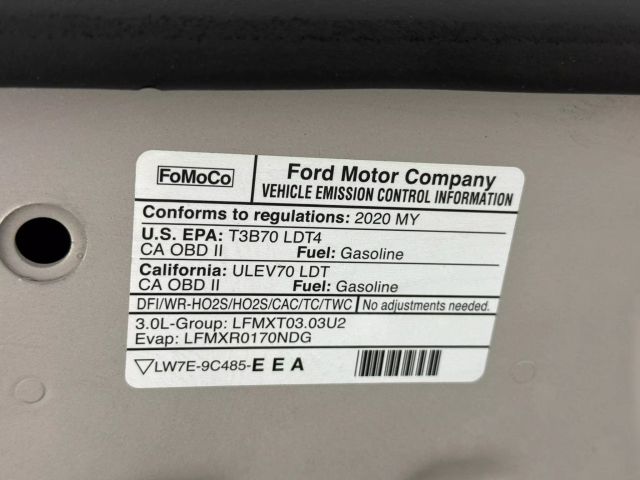 FoMoCo
Ford Motor Company
VEHICLE EMISSION CONTROL INFORMATION
Conforms to regulations: 2020 MY
U.S. EPA: T3B70 LDT4
CA OBD II Fuel: Gasoline
California: ULEV70 LDT
CA OBD II Fuel: Gasoline
DFI/WR-HO2S/HO2S/CAC/TC/TWC No adjustments needed.
3.0L-Group: LFMXT03.03U2
Evap: LFMXR0170NDG
LW7E-9C485-EEA